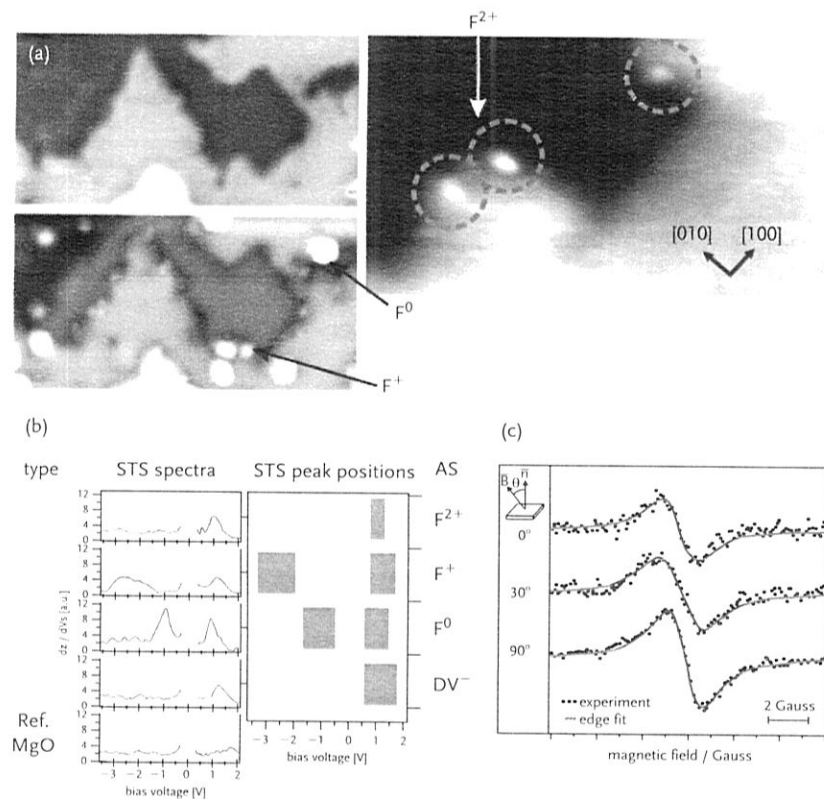 F2+
(a)
[010] [100]
F0
F+
(b)
(c)
type STS spectra STS peak positions AS
12
8
4
0
F2+
12
8
4
0
F+
12
8
4
0
F0
12
8
4
0
DV−
Ref.
MgO
12
8
4
0
dz / dVs [a.u]
−3 −2 −1 0 1 2
bias voltage [V]
−3 −2 −1 0 1 2
bias voltage [V]
B θ n
0°
30°
90°
experiment
edge fit
2 Gauss
magnetic field / Gauss